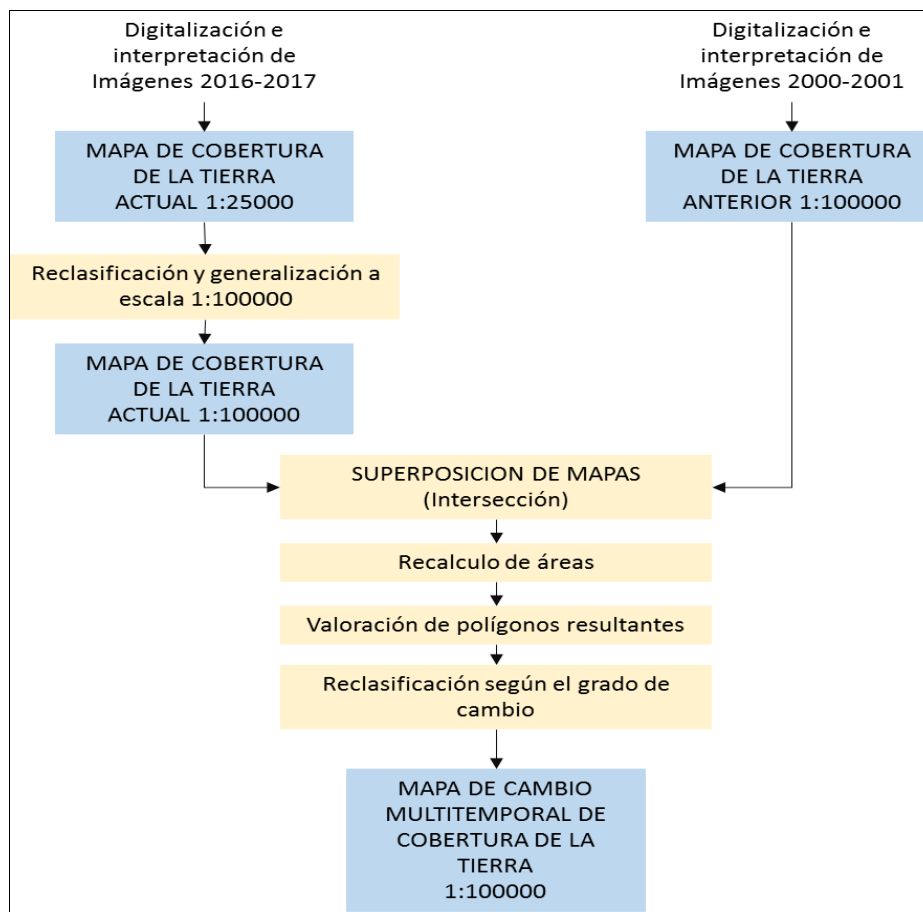 Digitalización e
interpretación de
Imágenes 2016-2017
Digitalización e
interpretación de
Imágenes 2000-2001
MAPA DE COBERTURA
DE LA TIERRA
ACTUAL 1:25000
MAPA DE COBERTURA
DE LA TIERRA
ANTERIOR 1:100000
Reclasificación y generalización a
escala 1:100000
MAPA DE COBERTURA
DE LA TIERRA
ACTUAL 1:100000
SUPERPOSICION DE MAPAS
(Intersección)
Recalculo de áreas
Valoración de polígonos resultantes
Reclasificación según el grado de
cambio
MAPA DE CAMBIO
MULTITEMPORAL DE
COBERTURA DE LA
TIERRA
1:100000